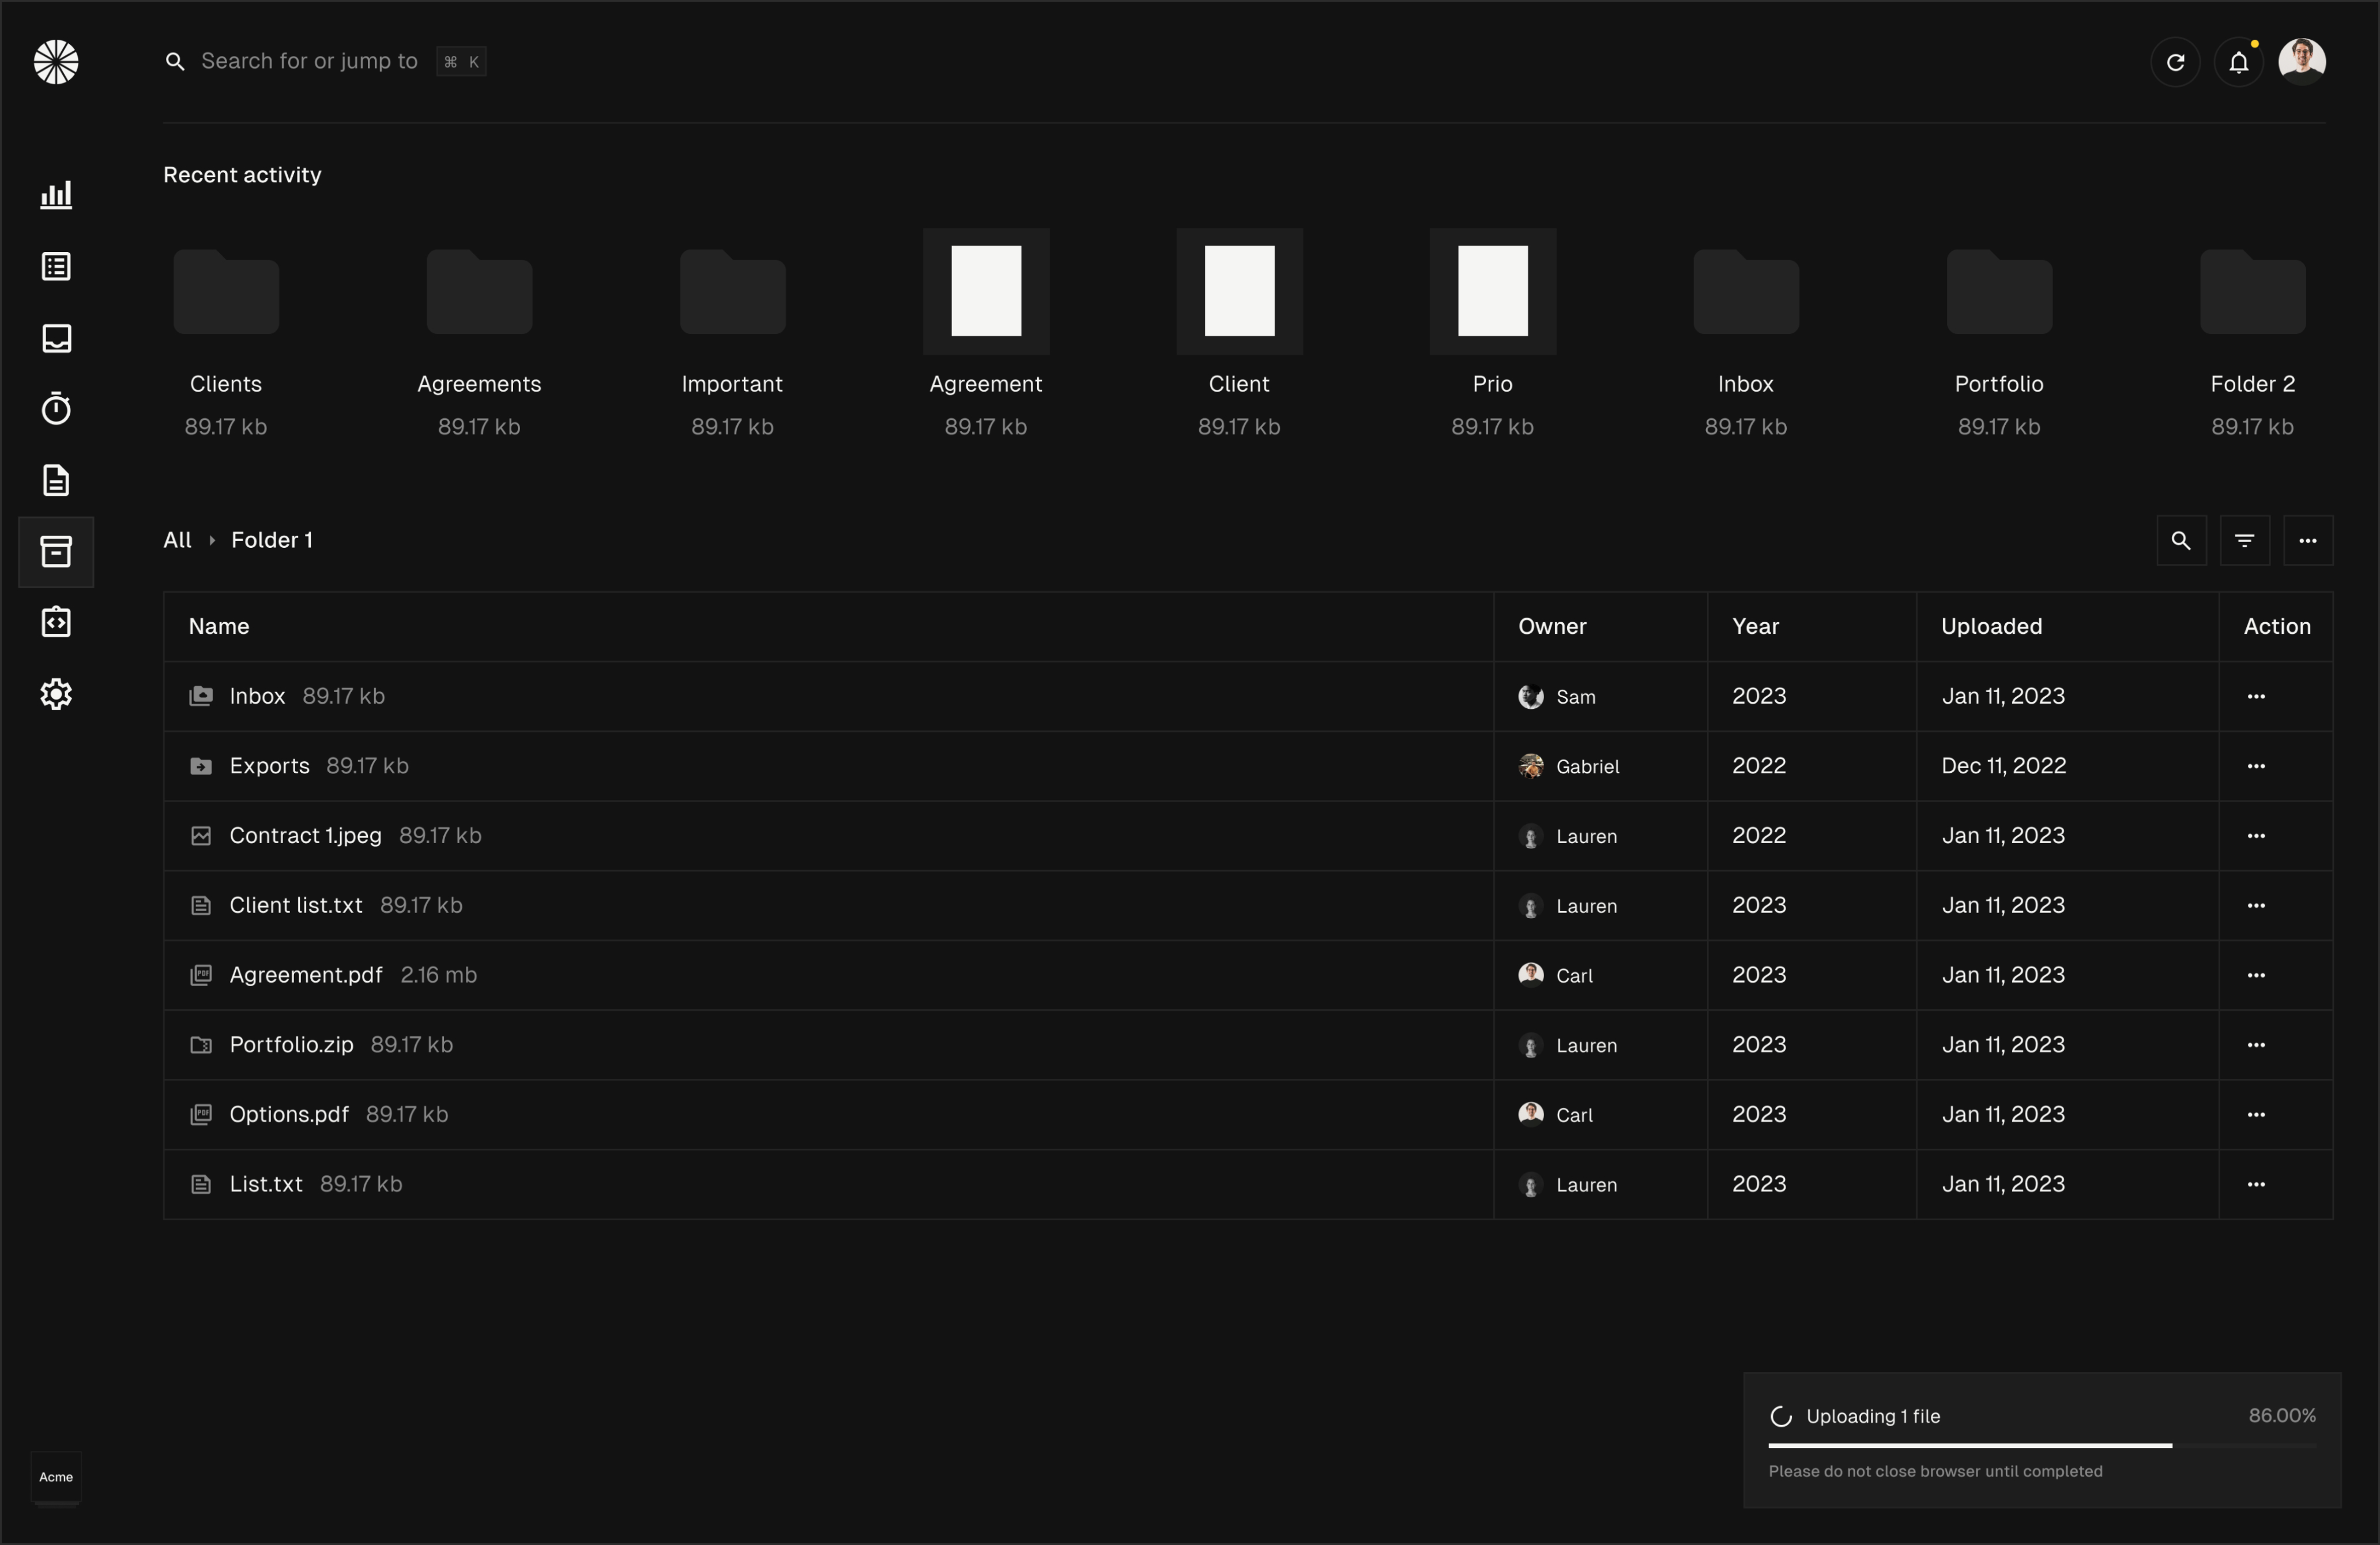 Search for or jump to ⌘ K
Recent activity
Clients
89.17 kb
Agreements
89.17 kb
Important
89.17 kb
Agreement
89.17 kb
Client
89.17 kb
Prio
89.17 kb
Inbox
89.17 kb
Portfolio
89.17 kb
Folder 2
89.17 kb
All Folder 1
Name Owner Year Uploaded Action
Inbox 89.17 kb Sam 2023 Jan 11, 2023
Exports 89.17 kb Gabriel 2022 Dec 11, 2022
Contract 1.jpeg 89.17 kb Lauren 2022 Jan 11, 2023
Client list.txt 89.17 kb Lauren 2023 Jan 11, 2023
PDF Agreement.pdf 2.16 mb Carl 2023 Jan 11, 2023
Portfolio.zip 89.17 kb Lauren 2023 Jan 11, 2023
PDF Options.pdf 89.17 kb Carl 2023 Jan 11, 2023
List.txt 89.17 kb Lauren 2023 Jan 11, 2023
Uploading 1 file 86.00%
Please do not close browser until completed
Acme